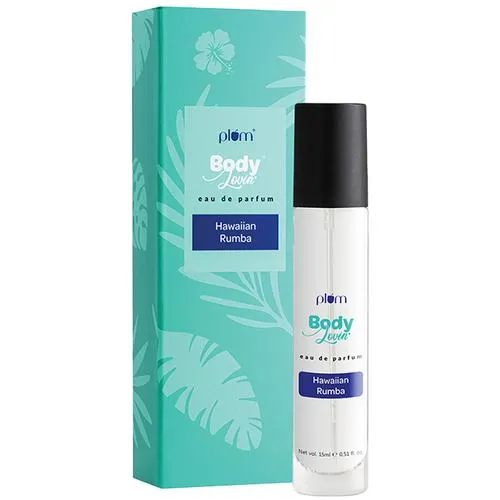 plum®
Body
Lovin'
eau de parfum
Hawaiian
Rumba
plum
Body
Lovin'
eau de parfum
Hawaiian
Rumba
Net vol. 15ml ℮ 0.51 fl. oz